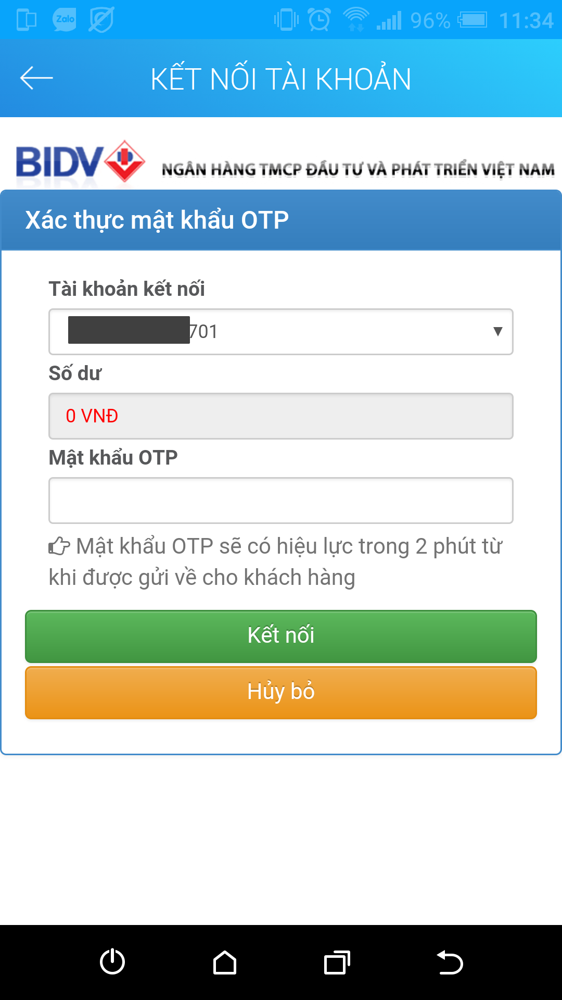 Zalo
96% 11:34
KẾT NỐI TÀI KHOẢN
BIDV NGÂN HÀNG TMCP ĐẦU TƯ VÀ PHÁT TRIỂN VIỆT NAM
Xác thực mật khẩu OTP
Tài khoản kết nối
701
Số dư
0 VNĐ
Mật khẩu OTP
Mật khẩu OTP sẽ có hiệu lực trong 2 phút từ
khi được gửi về cho khách hàng
Kết nối
Hủy bỏ